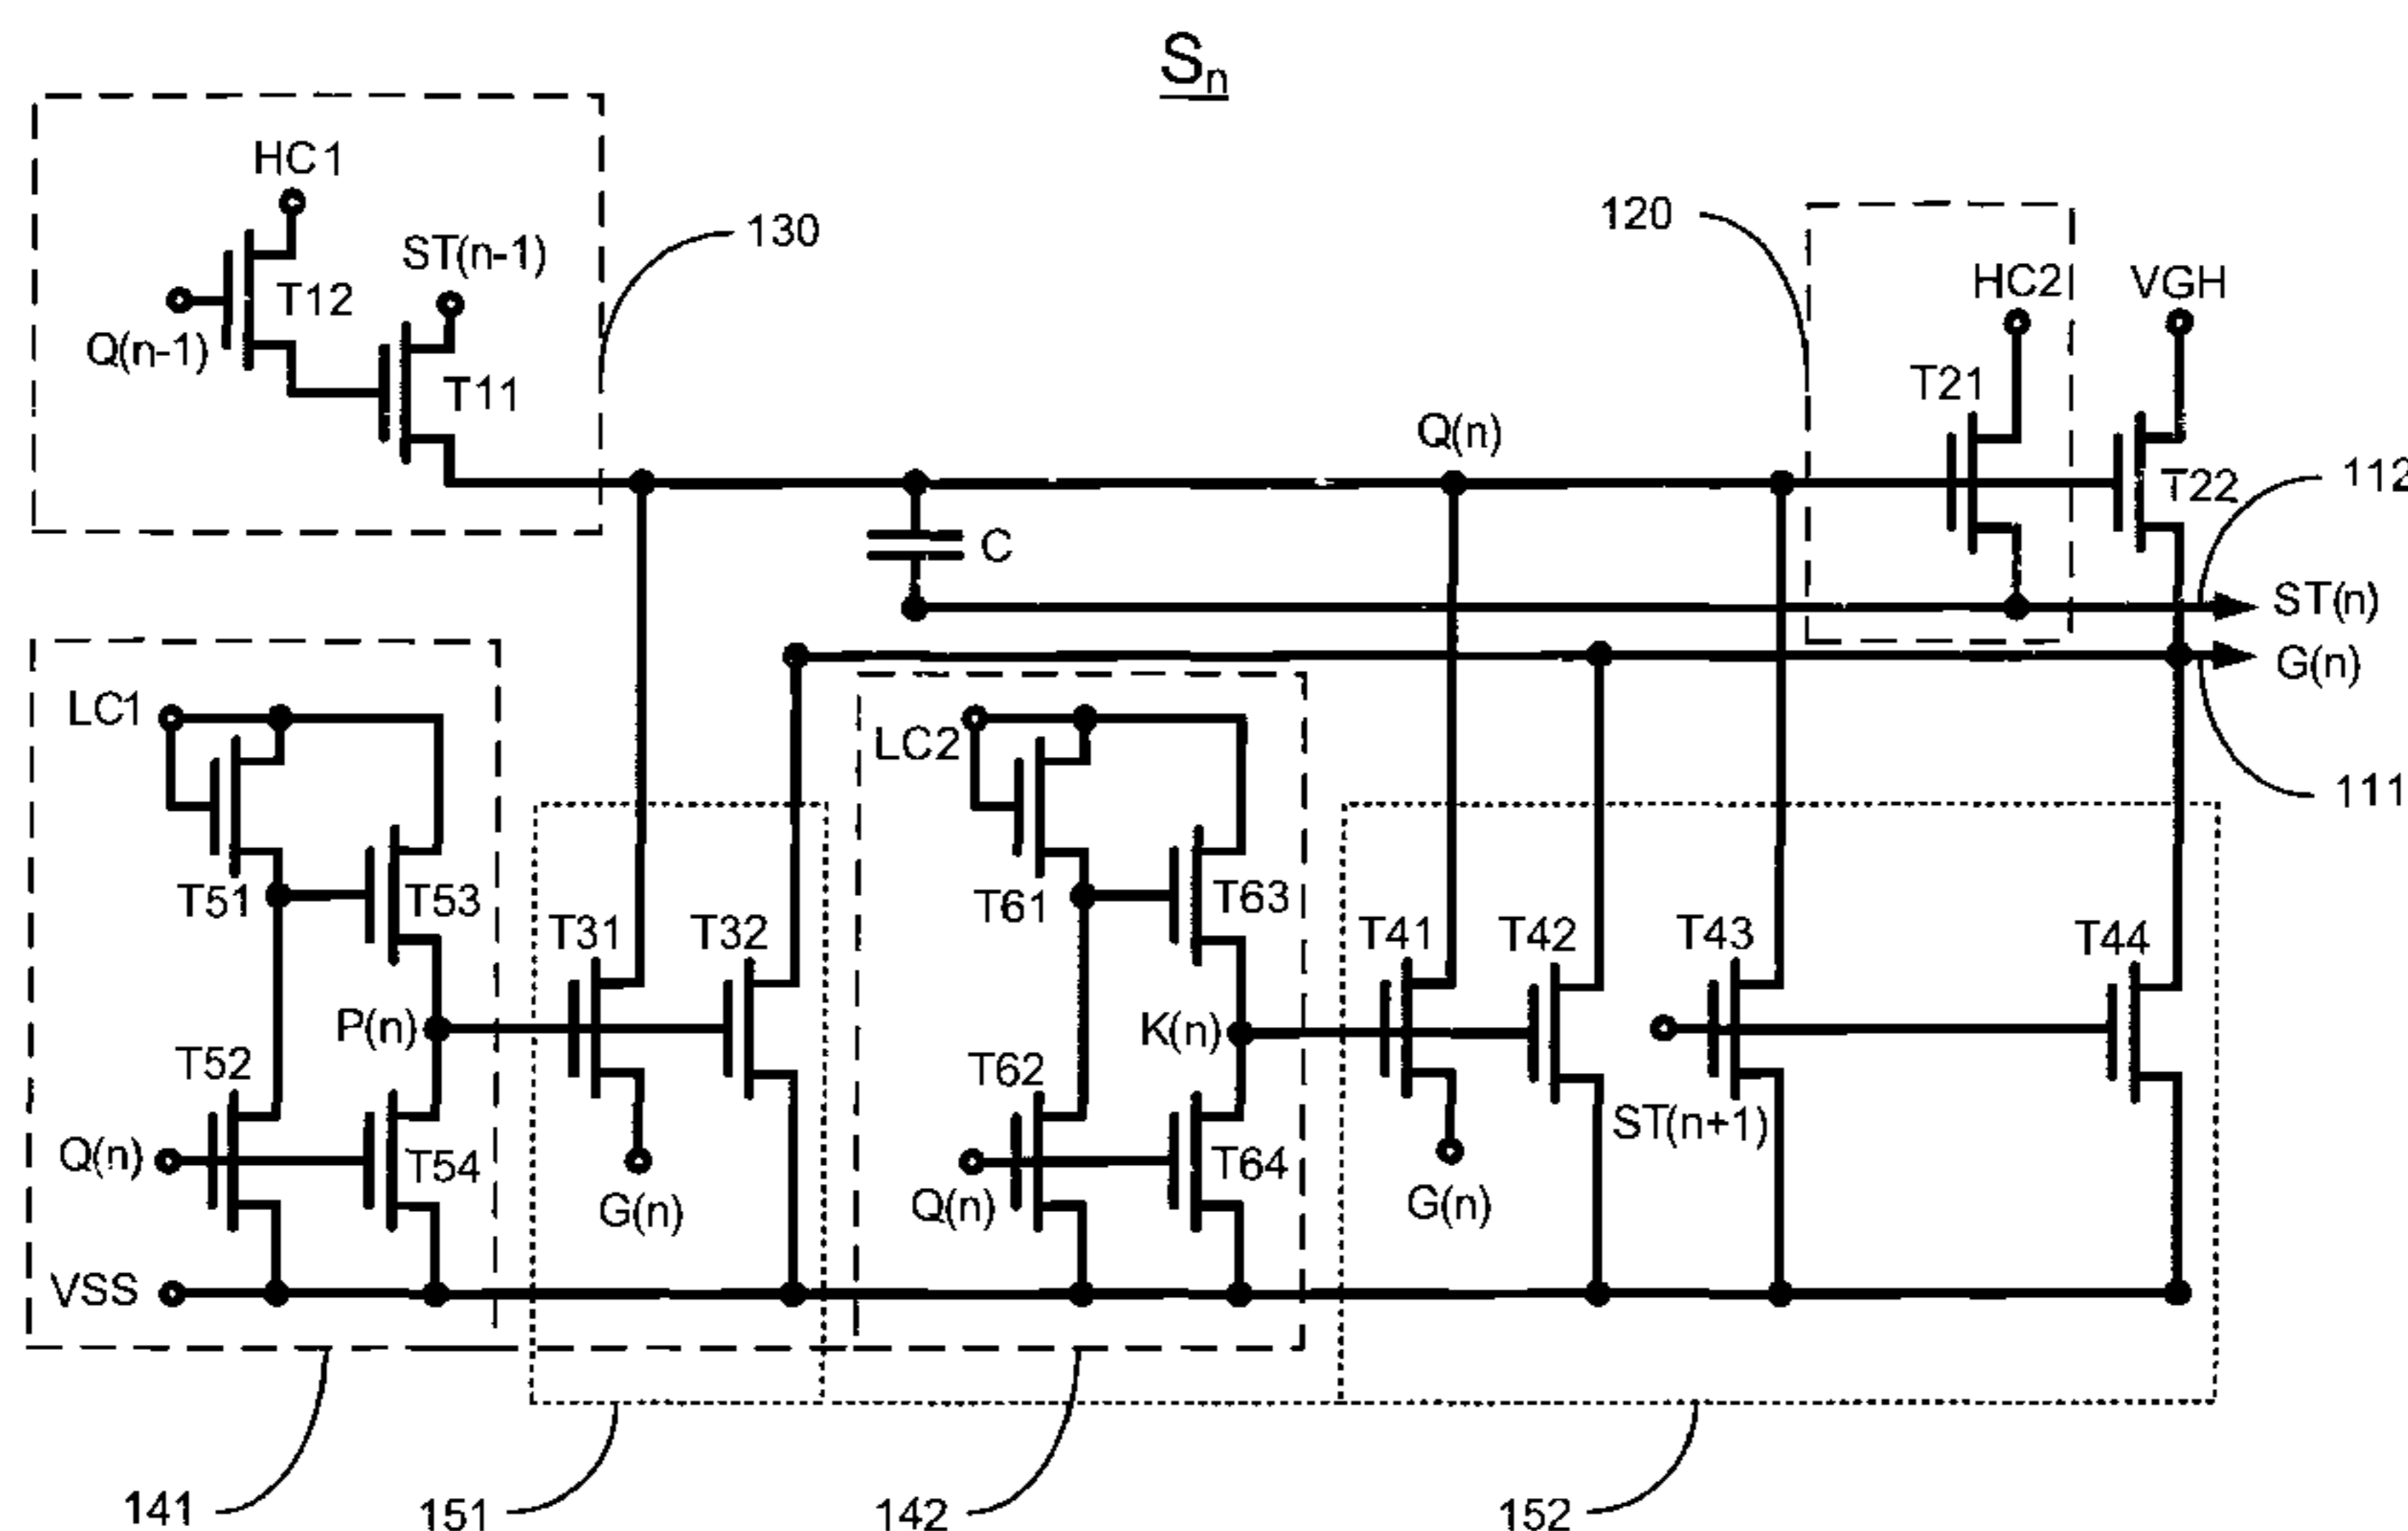 Sn
HC1
ST(n-1)
130
120
T12
HC2
VGH
Q(n-1)
T11
T21
Q(n)
112
T22
C
ST(n)
G(n)
LC1
LC2
111
T51
T53
T61
T63
T31
T32
T41
T42
T43
T44
P(n)
K(n)
T52
T62
ST(n+1)
Q(n)
T54
T64
G(n)
Q(n)
G(n)
VSS
141
151
142
152